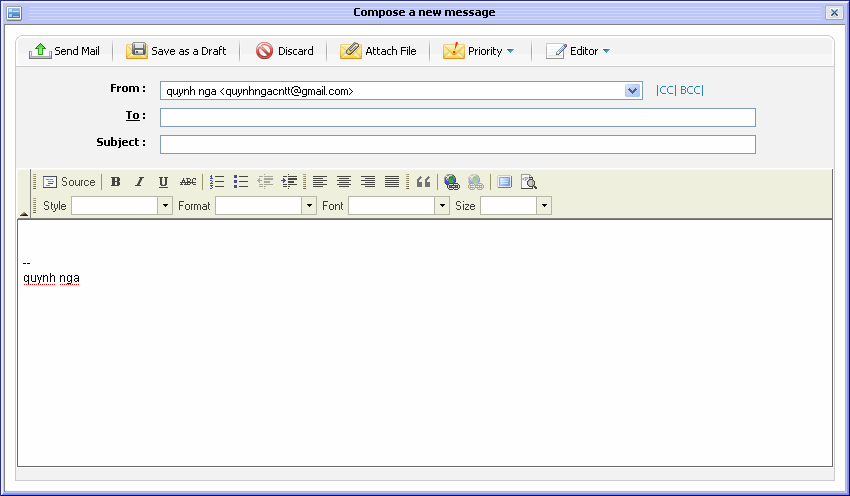 Compose a new message
Send Mail Save as a Draft Discard Attach File Priority Editor
From : quynh nga <quynhngacntt@gmail.com> |CC| BCC|
To :
Subject :
Source B I U ABC
Style Format Font Size
--
quynh nga